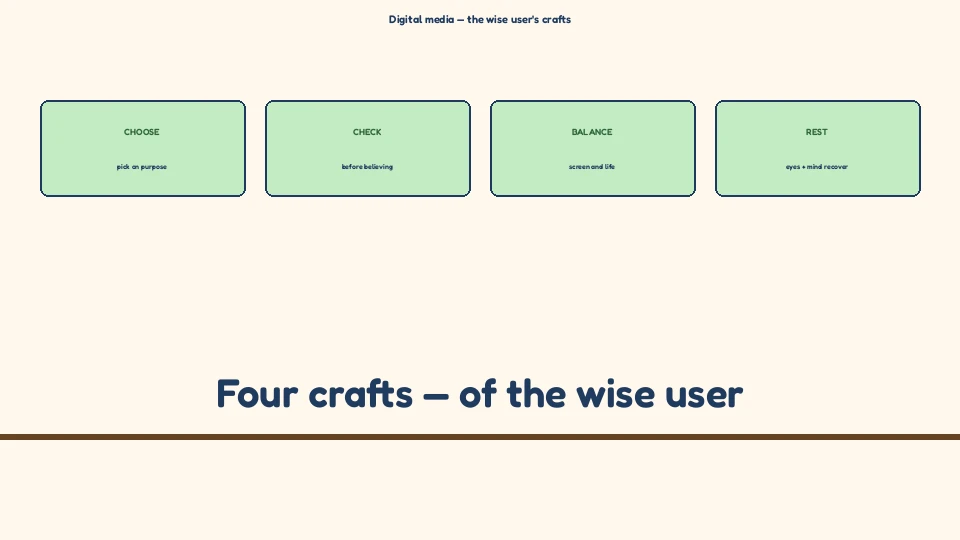 Digital media — the wise user's crafts
CHOOSE
pick on purpose
CHECK
before believing
BALANCE
screen and life
REST
eyes + mind recover
Four crafts — of the wise user